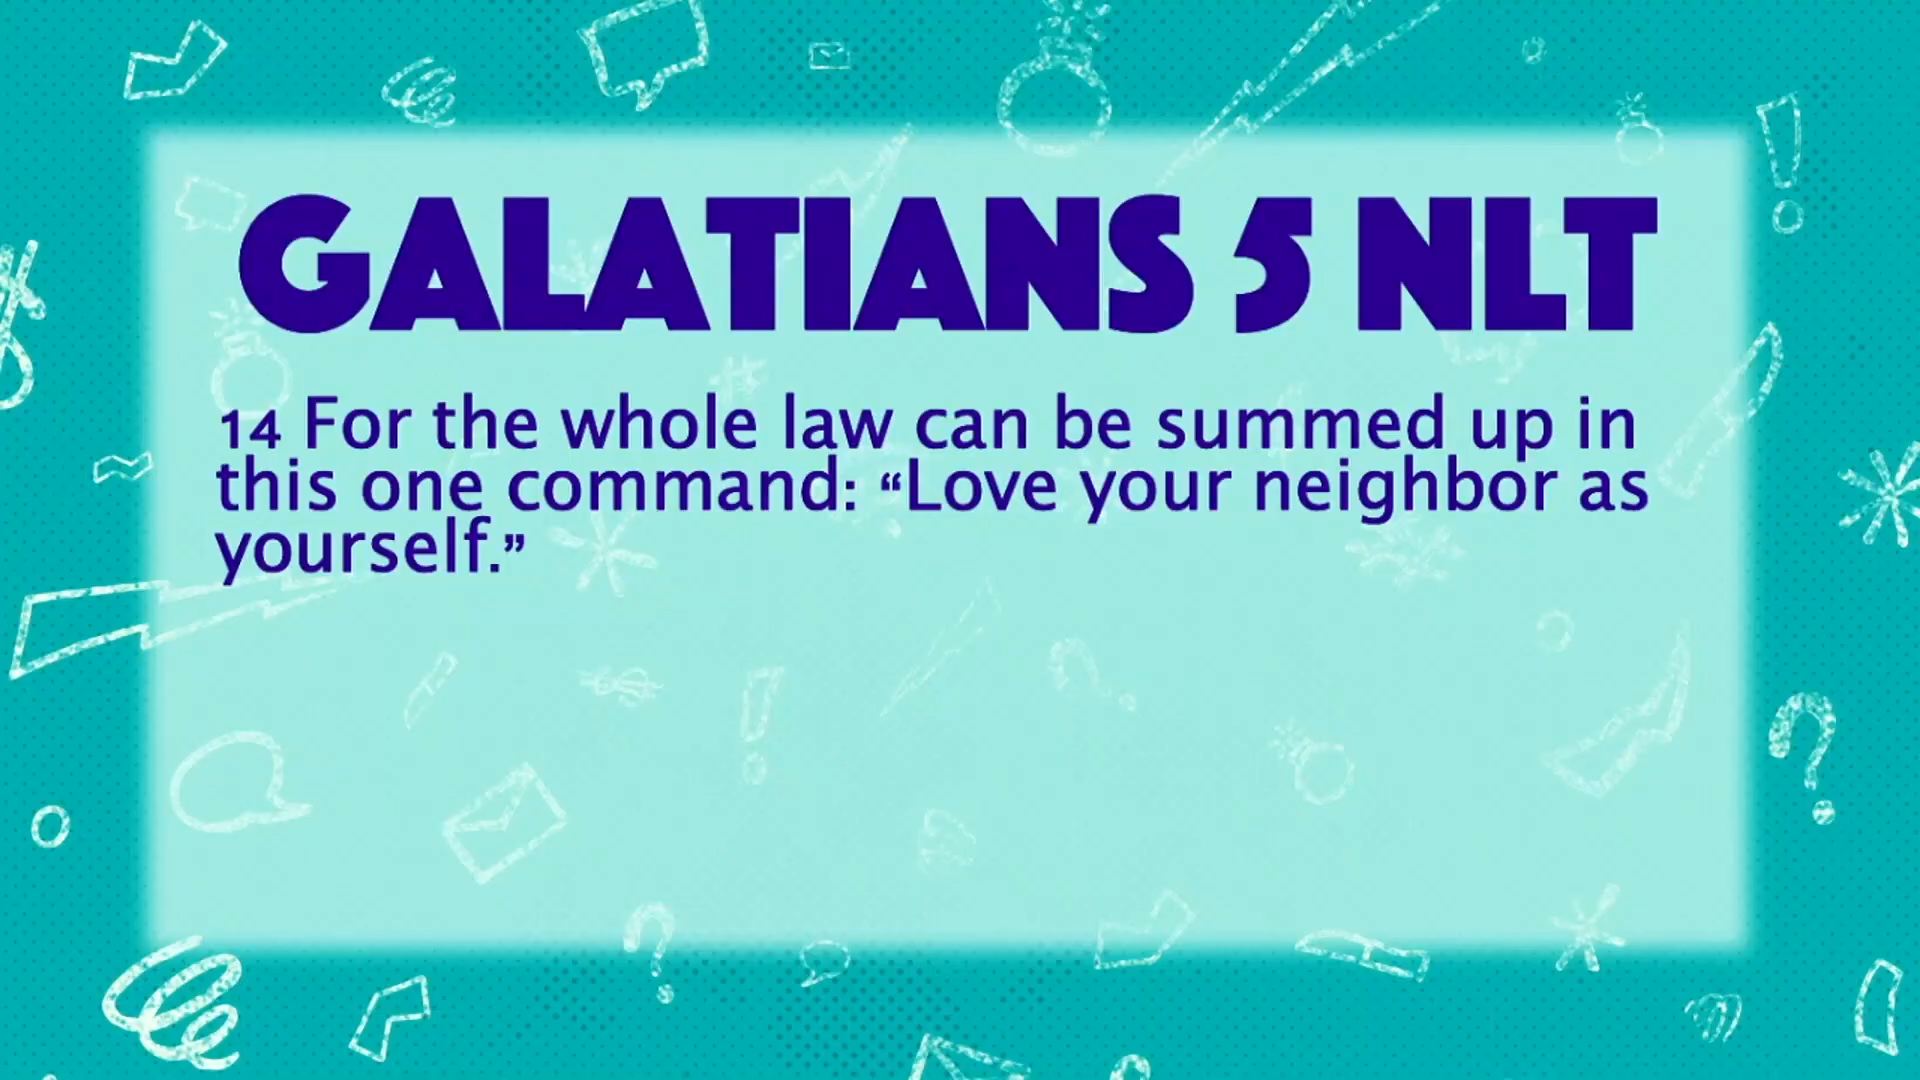 GALATIANS 5 NLT
14 For the whole law can be summed up in
this one command: “Love your neighbor as
yourself.”